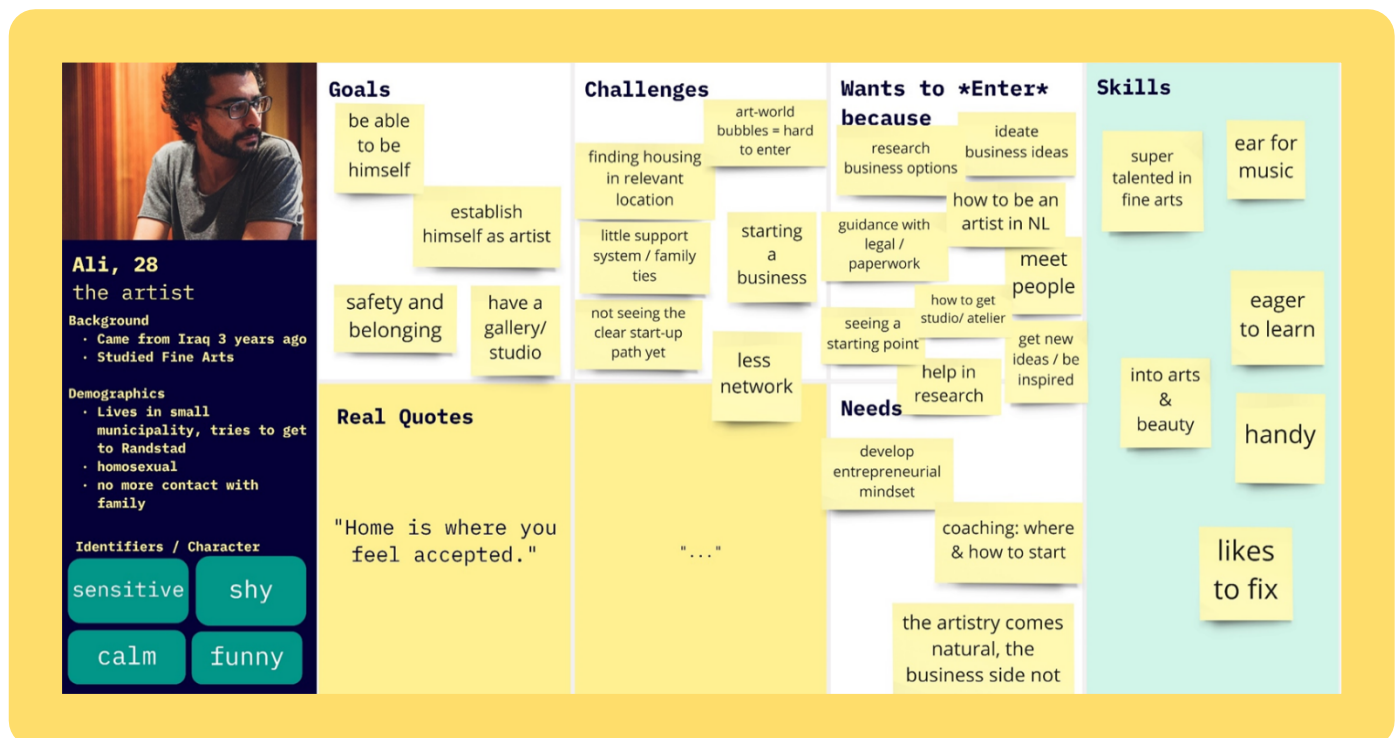 Ali, 28
the artist
Background
· Came from Iraq 3 years ago
· Studied Fine Arts
Demographics
· Lives in small
municipality, tries to get
to Randstad
· homosexual
· no more contact with
family
Identifiers / Character
sensitive
shy
calm
funny
Goals
be able
to be
himself
establish
himself as artist
safety and
belonging
have a
gallery/
studio
Challenges
art-world
bubbles = hard
to enter
finding housing
in relevant
location
little support
system / family
ties
starting
a
business
not seeing the
clear start-up
path yet
less
network
Wants to *Enter*
because
research
business options
ideate
business ideas
how to be an
artist in NL
guidance with
legal /
paperwork
meet
people
how to get
studio/ atelier
seeing a
starting point
get new
ideas / be
inspired
help in
research
Real Quotes
"Home is where you
feel accepted."
"..."
Needs
develop
entrepreneurial
mindset
coaching: where
& how to start
the artistry comes
natural, the
business side not
Skills
super
talented in
fine arts
ear for
music
eager
to learn
into arts
&
beauty
handy
likes
to fix